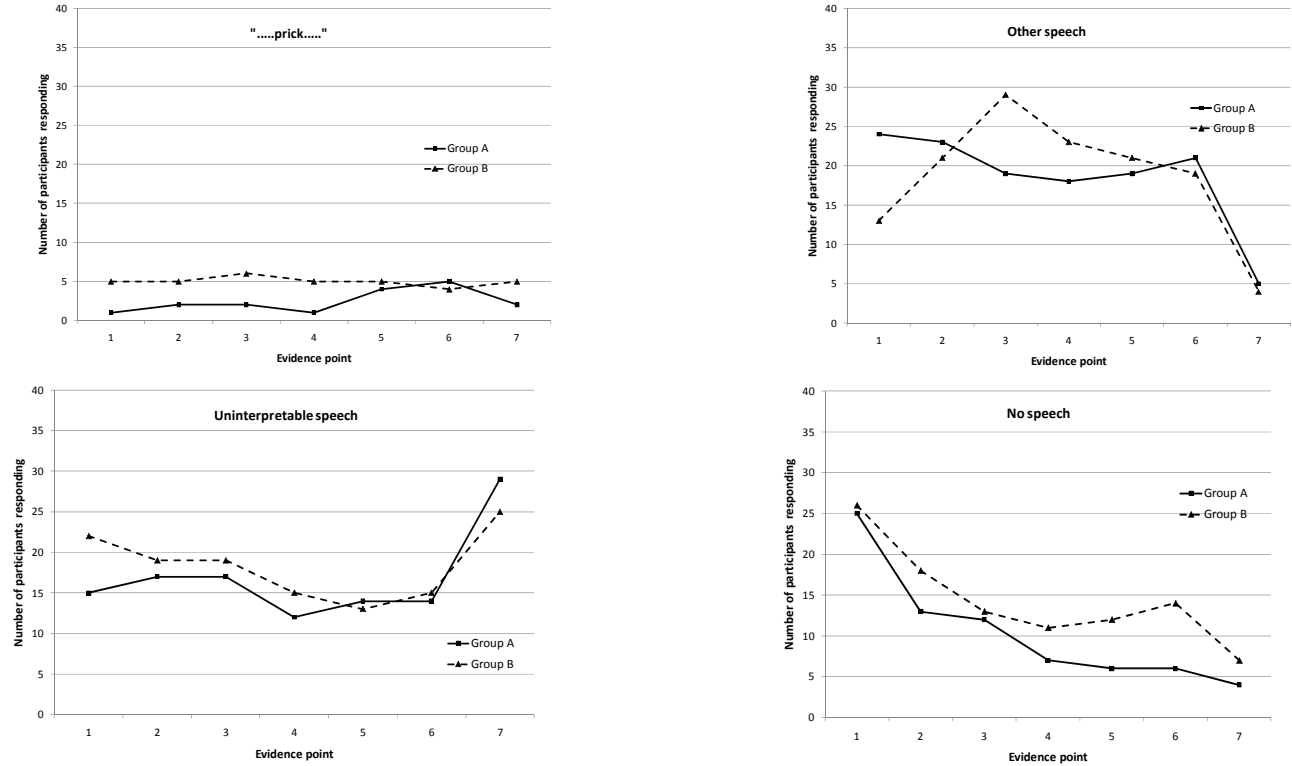 ".....prick....."
Number of participants responding
40
35
30
25
20
15
10
5
0
Group A
Group B
1 2 3 4 5 6 7
Evidence point
Other speech
Number of participants responding
40
35
30
25
20
15
10
5
0
Group A
Group B
1 2 3 4 5 6 7
Evidence point
Uninterpretable speech
Number of participants responding
40
35
30
25
20
15
10
5
0
Group A
Group B
1 2 3 4 5 6 7
Evidence point
No speech
Number of participants responding
40
35
30
25
20
15
10
5
0
Group A
Group B
1 2 3 4 5 6 7
Evidence point